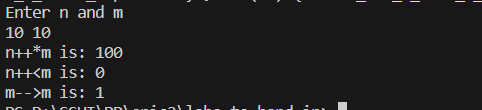 Enter n and m
10 10
n++*m is: 100
n++<m is: 0
m-->m is: 1